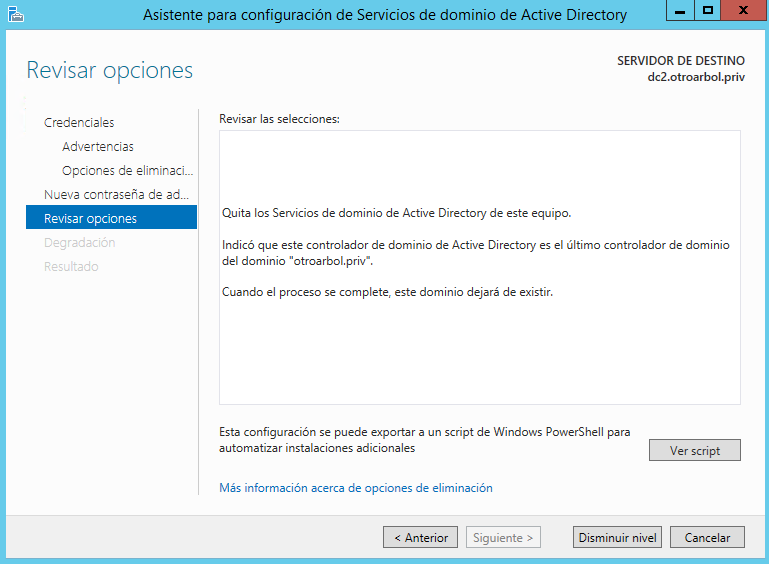 Asistente para configuración de Servicios de dominio de Active Directory
Revisar opciones
SERVIDOR DE DESTINO
dc2.otroarbol.priv
Credenciales
Advertencias
Opciones de eliminaci...
Nueva contraseña de ad...
Revisar opciones
Degradación
Resultado
Revisar las selecciones:
Quita los Servicios de dominio de Active Directory de este equipo.
Indicó que este controlador de dominio de Active Directory es el último controlador de dominio
del dominio "otroarbol.priv".
Cuando el proceso se complete, este dominio dejará de existir.
Esta configuración se puede exportar a un script de Windows PowerShell para
automatizar instalaciones adicionales
Ver script
Más información acerca de opciones de eliminación
< Anterior
Siguiente >
Disminuir nivel
Cancelar